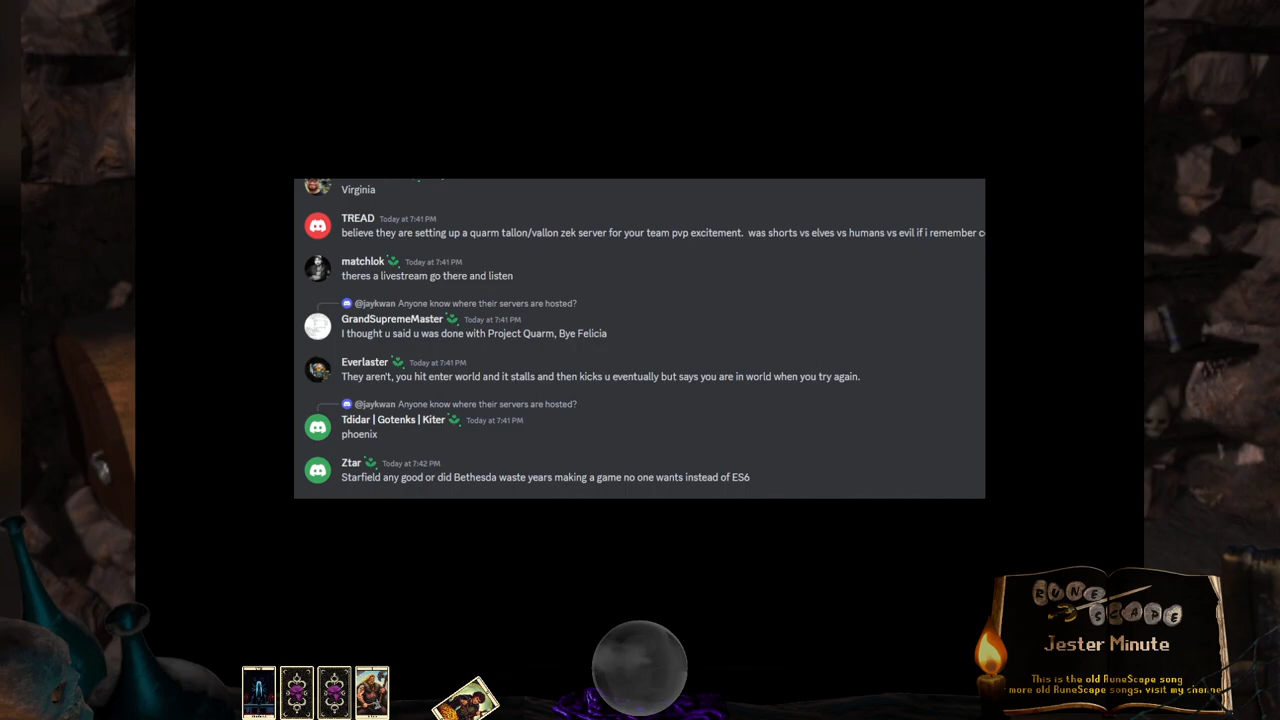 Virginia
TREAD Today at 7:41 PM
believe they are setting up a quarm tallon/vallon zek server for your team pvp excitement. was shorts vs elves vs humans vs evil if i remember c
matchlok Today at 7:41 PM
theres a livestream go there and listen
@jaykwan Anyone know where their servers are hosted?
GrandSupremeMaster Today at 7:41 PM
I thought u said u was done with Project Quarm, Bye Felicia
Everlaster Today at 7:41 PM
They aren't, you hit enter world and it stalls and then kicks u eventually but says you are in world when you try again.
@jaykwan Anyone know where their servers are hosted?
Tdidar | Gotenks | Kiter Today at 7:41 PM
phoenix
Ztar Today at 7:42 PM
Starfield any good or did Bethesda waste years making a game no one wants instead of ES6
RUNE
SCAPE
Jester Minute
This is the old RuneScape song
more old RuneScape songs, visit my channe